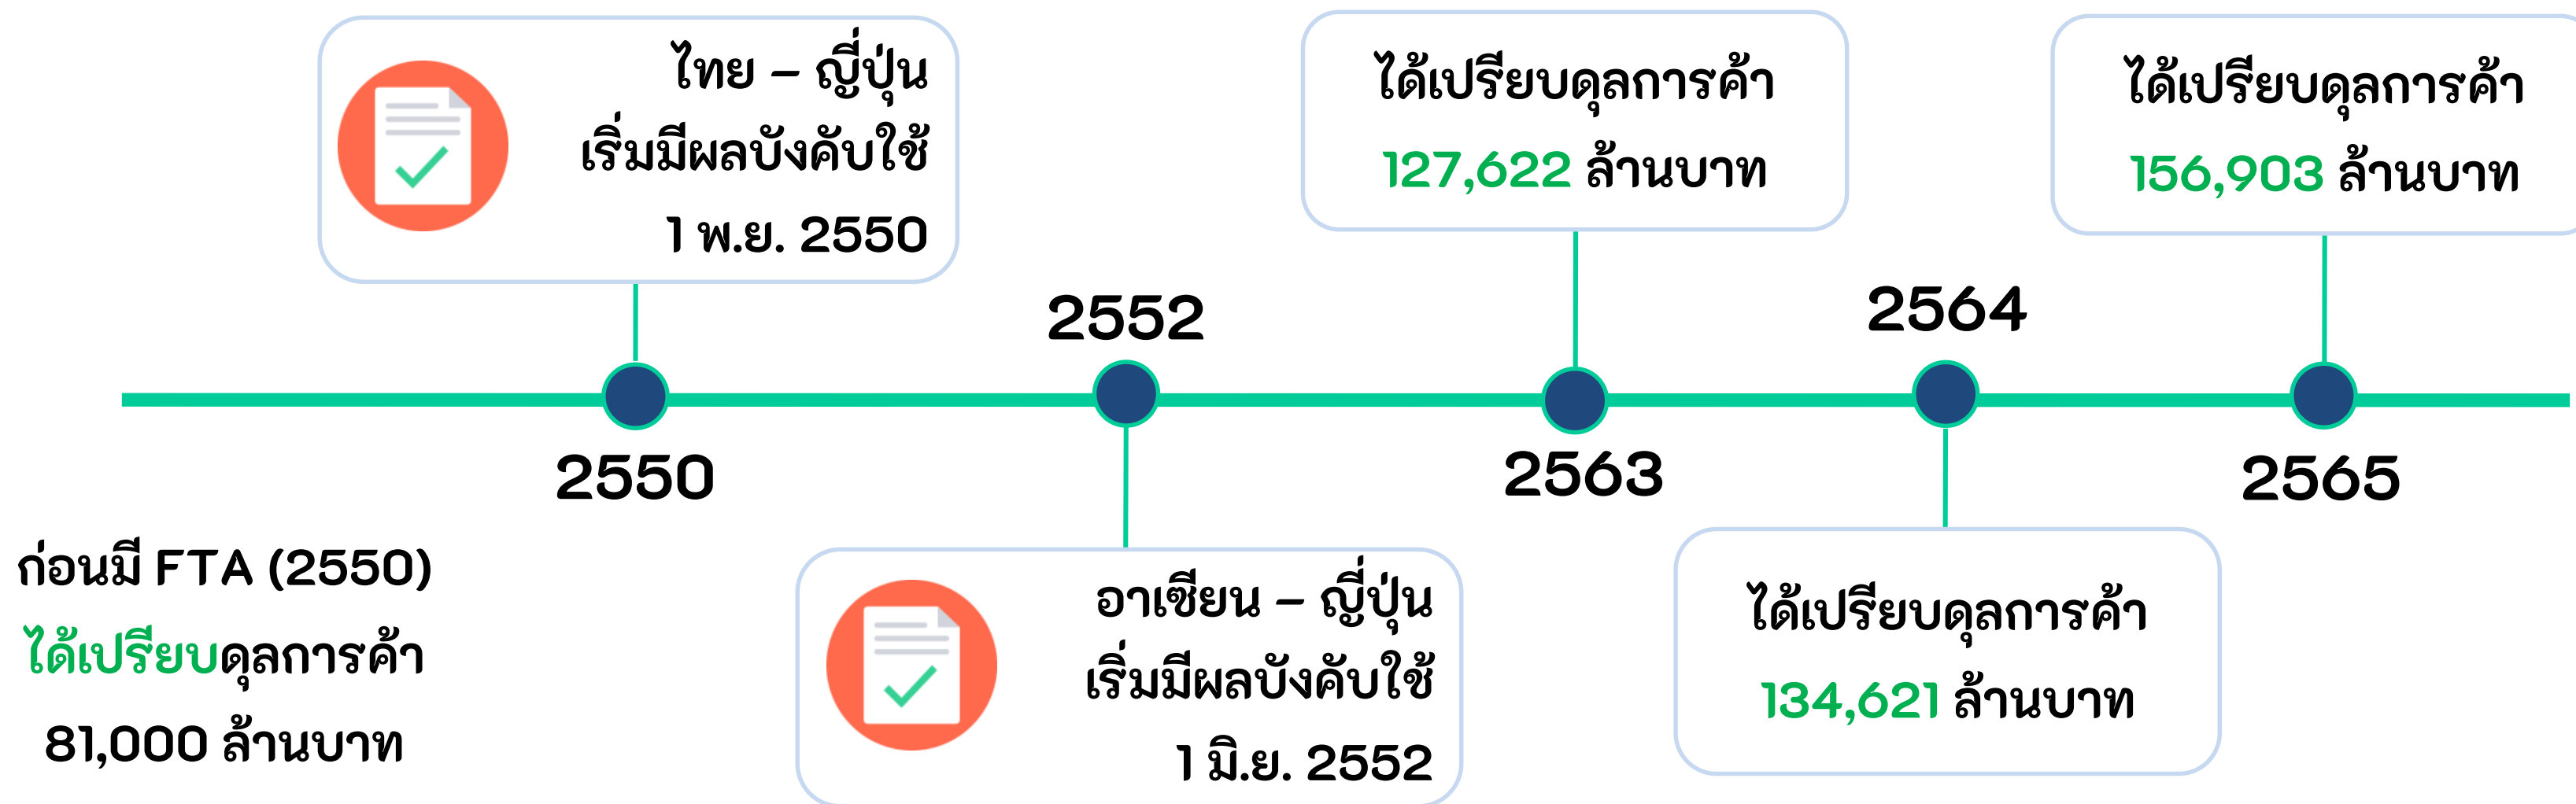 ไทย – ญี่ปุ่น
เริ่มมีผลบังคับใช้
1 พ.ย. 2550
ได้เปรียบดุลการค้า
127,622 ล้านบาท
ได้เปรียบดุลการค้า
156,903 ล้านบาท
2552
2564
2550
2563
2565
ก่อนมี FTA (2550)
ได้เปรียบดุลการค้า
81,000 ล้านบาท
อาเซียน – ญี่ปุ่น
เริ่มมีผลบังคับใช้
1 มิ.ย. 2552
ได้เปรียบดุลการค้า
134,621 ล้านบาท